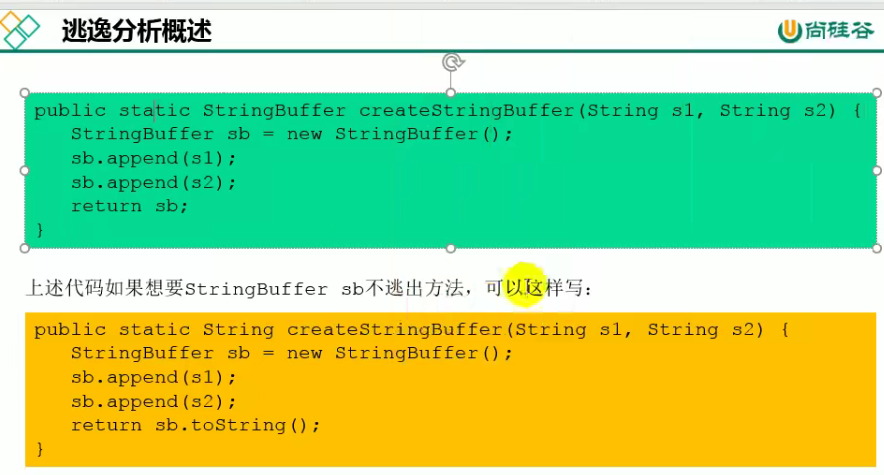 逃逸分析概述
尚硅谷
public static StringBuffer createStringBuffer(String s1, String s2) {
StringBuffer sb = new StringBuffer();
sb.append(s1);
sb.append(s2);
return sb;
}
上述代码如果想要StringBuffer sb不逃出方法，可以这样写：
public static String createStringBuffer(String s1, String s2) {
StringBuffer sb = new StringBuffer();
sb.append(s1);
sb.append(s2);
return sb.toString();
}